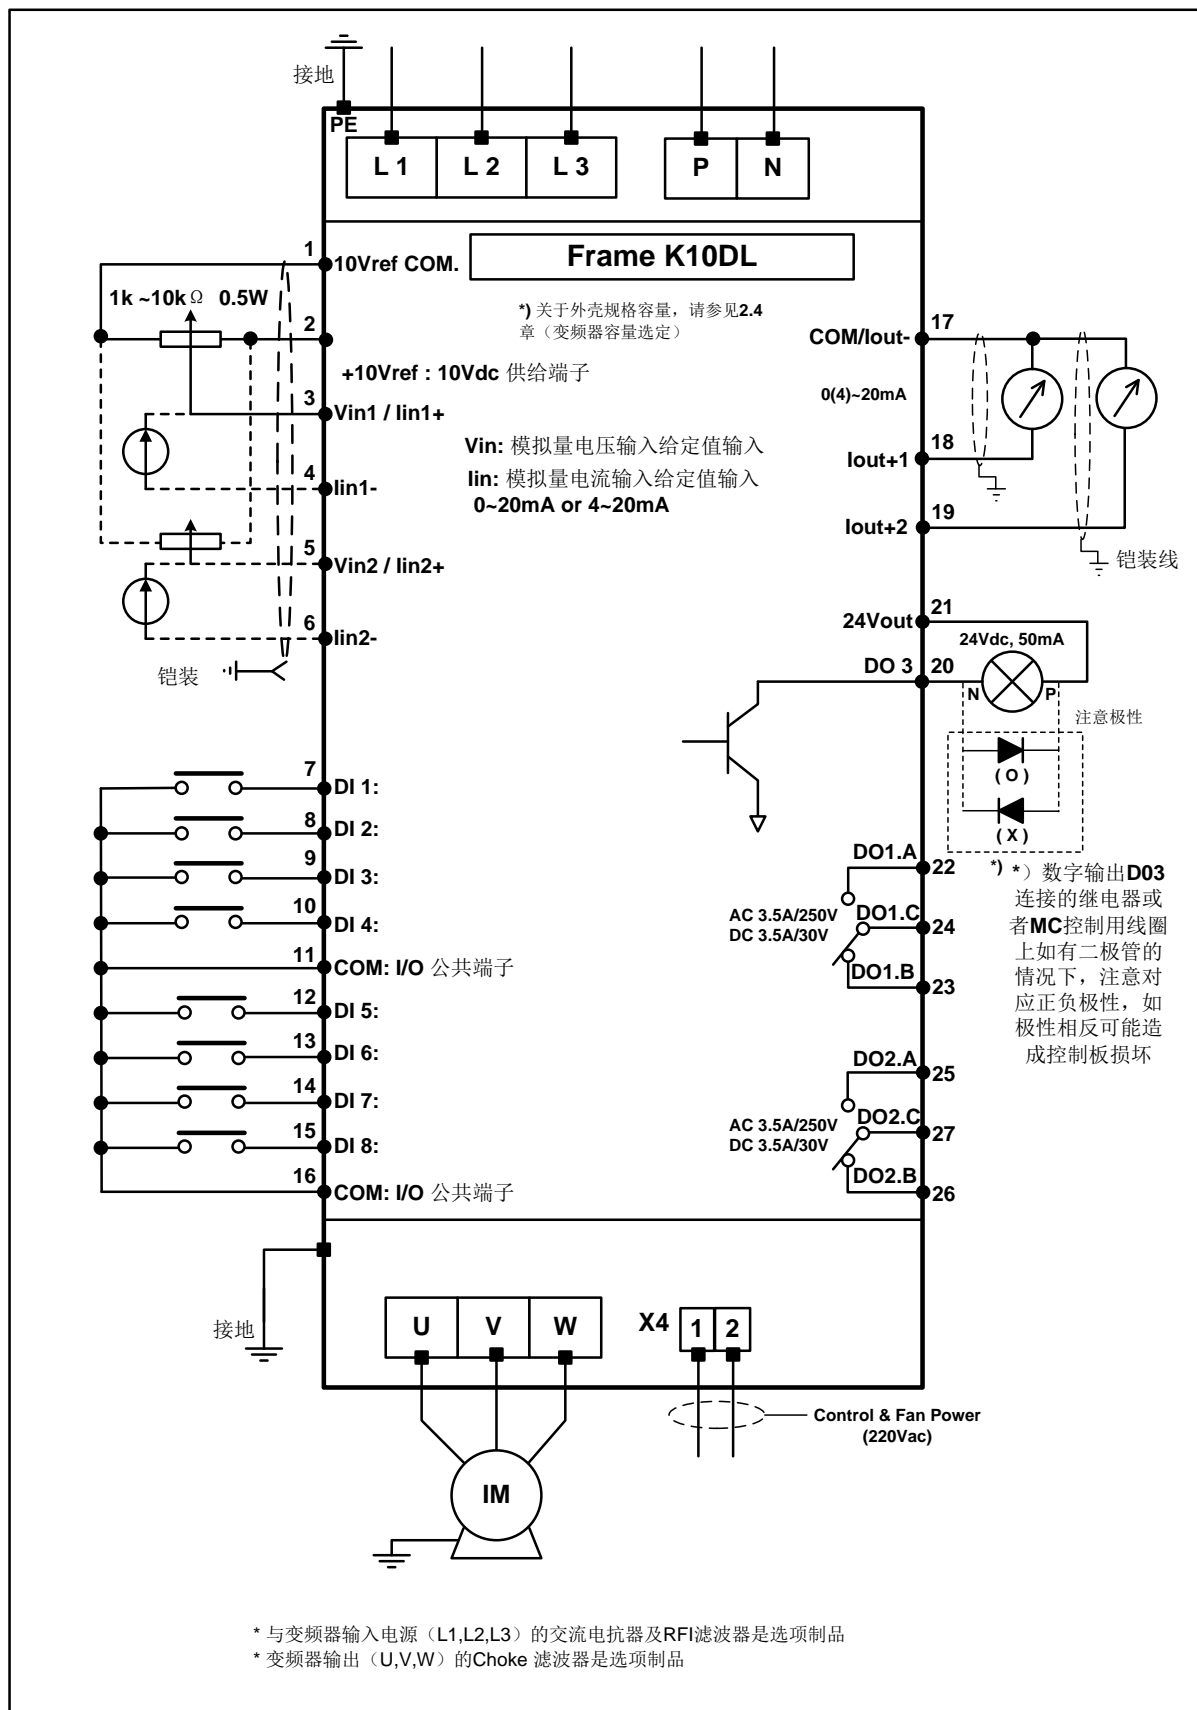 接地
PE
L 1
L 2
L 3
P
N
Frame K10DL
*) 关于外壳规格容量，请参见2.4
章（变频器容量选定）
1
10Vref COM.
1k ~10kΩ 0.5W
2
+10Vref : 10Vdc 供给端子
3
Vin1 / Iin1+
Vin: 模拟量电压输入给定值输入
4
Iin1-
Iin: 模拟量电流输入给定值输入
0~20mA or 4~20mA
5
Vin2 / Iin2+
6
Iin2-
铠装
17
COM/Iout-
0(4)~20mA
18
Iout+1
19
Iout+2
铠装线
21
24Vout
24Vdc, 50mA
DO 3
20
N
P
注意极性
( O )
( X )
*) *）数字输出D03
连接的继电器或
者MC控制用线圈
上如有二极管的
情况下，注意对
应正负极性，如
极性相反可能造
成控制板损坏
7
DI 1:
8
DI 2:
9
DI 3:
10
DI 4:
11
COM: I/O 公共端子
12
DI 5:
13
DI 6:
14
DI 7:
15
DI 8:
16
COM: I/O 公共端子
DO1.A
22
AC 3.5A/250V
DC 3.5A/30V
DO1.C
24
DO1.B
23
DO2.A
25
AC 3.5A/250V
DC 3.5A/30V
DO2.C
27
DO2.B
26
接地
U
V
W
X4
1
2
Control & Fan Power
(220Vac)
IM
* 与变频器输入电源（L1,L2,L3）的交流电抗器及RFI滤波器是选项制品
* 变频器输出（U,V,W）的Choke 滤波器是选项制品